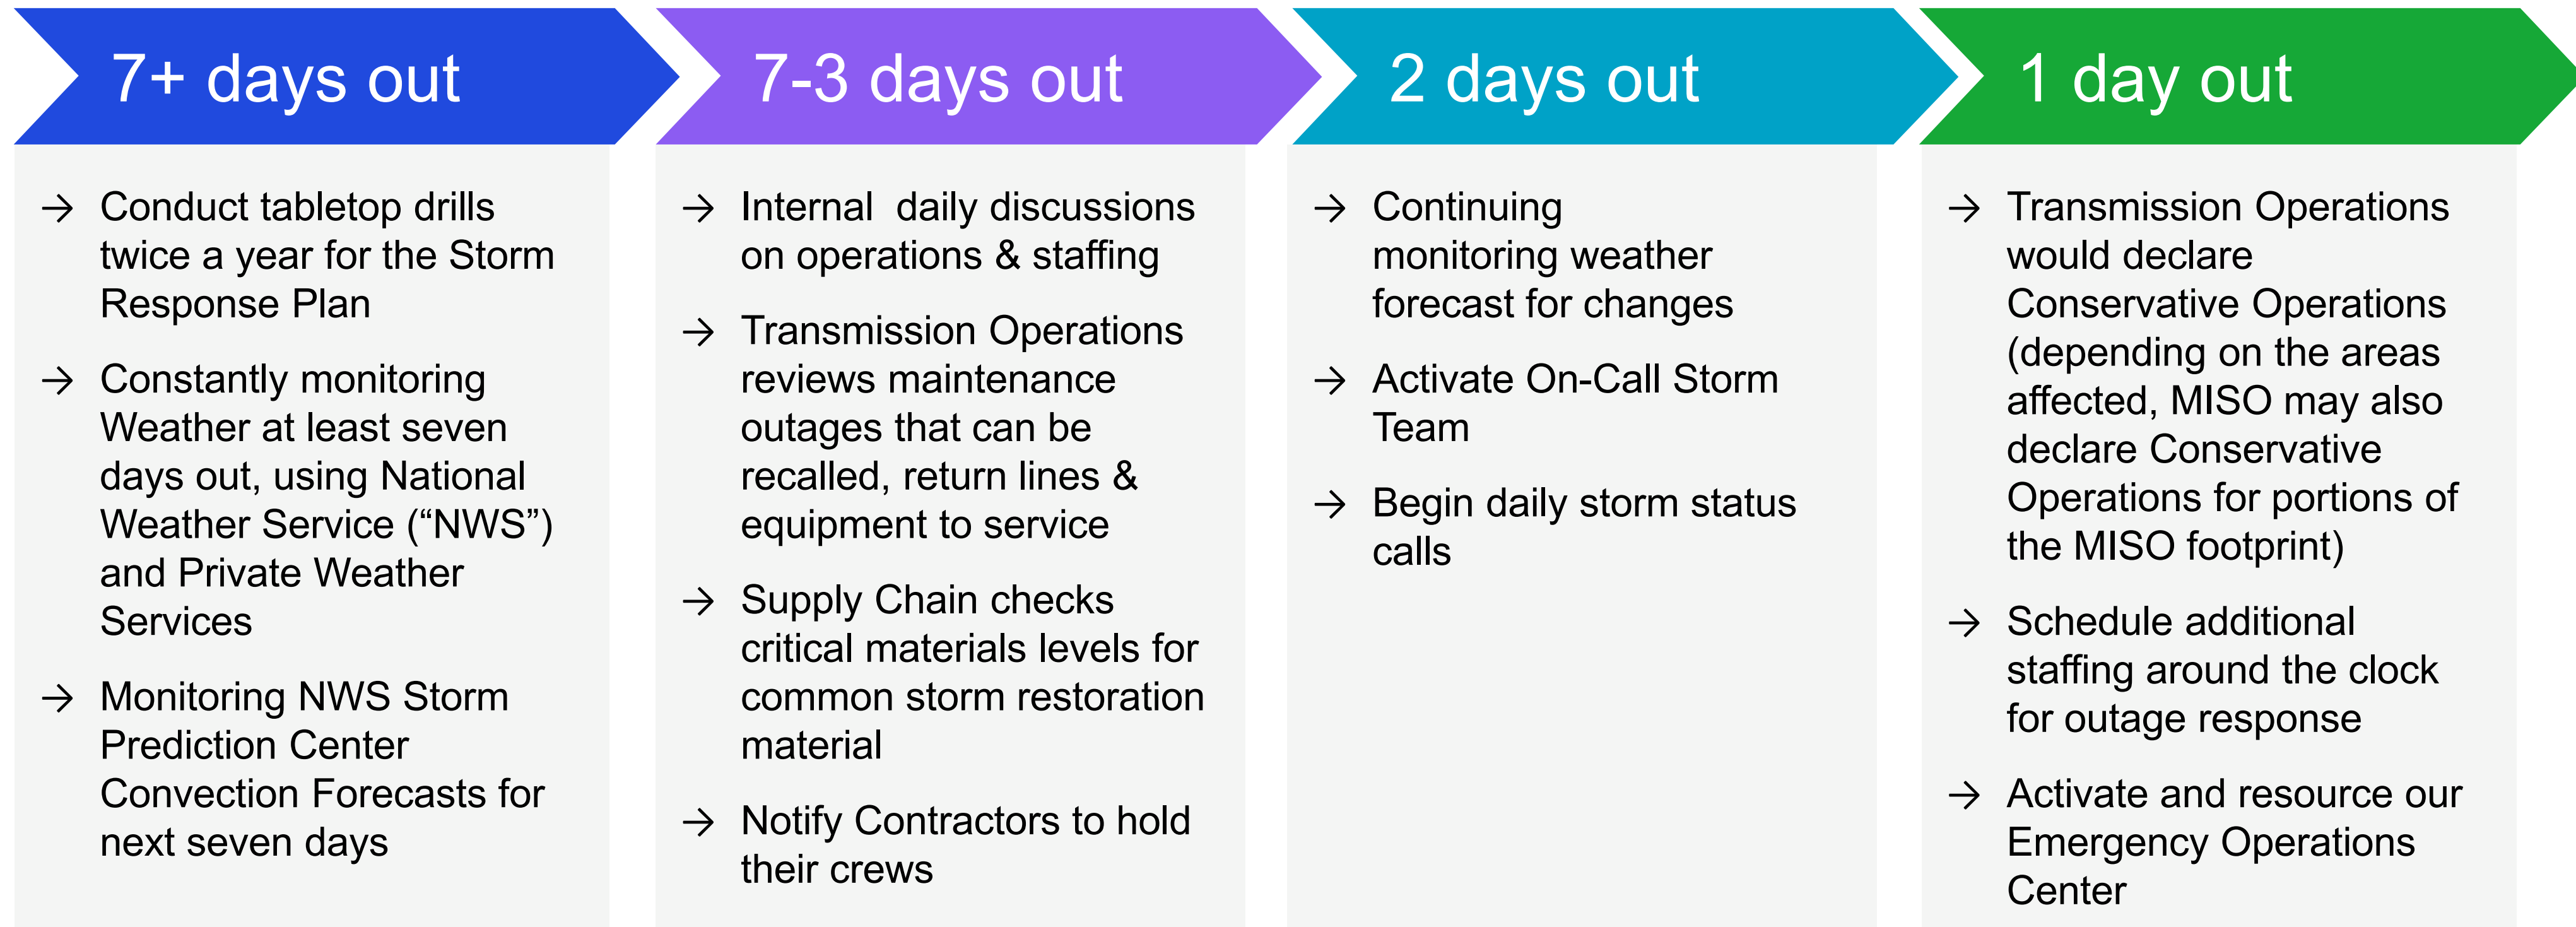 7+ days out
→ Conduct tabletop drills
twice a year for the Storm
Response Plan
→ Constantly monitoring
Weather at least seven
days out, using National
Weather Service (“NWS”)
and Private Weather
Services
→ Monitoring NWS Storm
Prediction Center
Convection Forecasts for
next seven days
7-3 days out
→ Internal  daily discussions
on operations & staffing
→ Transmission Operations
reviews maintenance
outages that can be
recalled, return lines &
equipment to service
→ Supply Chain checks
critical materials levels for
common storm restoration
material
→ Notify Contractors to hold
their crews
2 days out
→ Continuing
monitoring weather
forecast for changes
→ Activate On-Call Storm
Team
→ Begin daily storm status
calls
1 day out
→ Transmission Operations
would declare
Conservative Operations
(depending on the areas
affected, MISO may also
declare Conservative
Operations for portions of
the MISO footprint)
→ Schedule additional
staffing around the clock
for outage response
→ Activate and resource our
Emergency Operations
Center